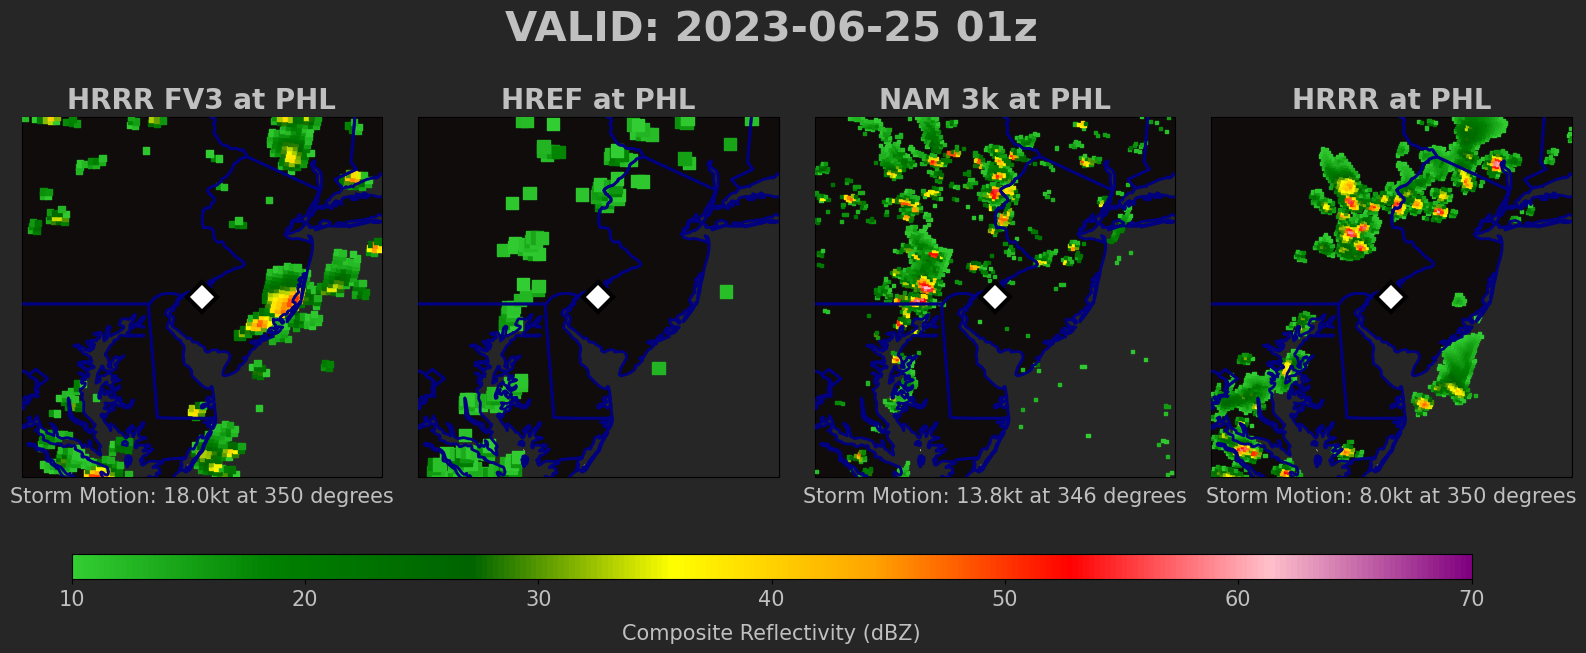 VALID: 2023-06-25 01z
HRRR FV3 at PHL
HREF at PHL
NAM 3k at PHL
HRRR at PHL
Storm Motion: 18.0kt at 350 degrees
Storm Motion: 13.8kt at 346 degrees
Storm Motion: 8.0kt at 350 degrees
10 20 30 40 50 60 70
Composite Reflectivity (dBZ)